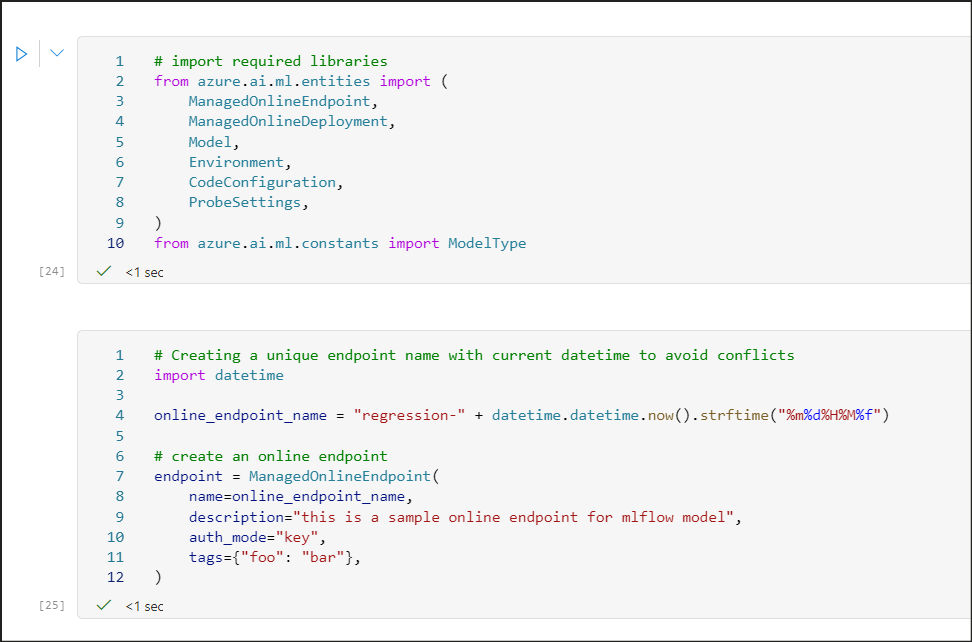 1 # import required libraries
2 from azure.ai.ml.entities import (
3     ManagedOnlineEndpoint,
4     ManagedOnlineDeployment,
5     Model,
6     Environment,
7     CodeConfiguration,
8     ProbeSettings,
9 )
10 from azure.ai.ml.constants import ModelType
[24] <1 sec
1 # Creating a unique endpoint name with current datetime to avoid conflicts
2 import datetime
3
4 online_endpoint_name = "regression-" + datetime.datetime.now().strftime("%m%d%H%M%f")
5
6 # create an online endpoint
7 endpoint = ManagedOnlineEndpoint(
8     name=online_endpoint_name,
9     description="this is a sample online endpoint for mlflow model",
10     auth_mode="key",
11     tags={"foo": "bar"},
12 )
[25] <1 sec